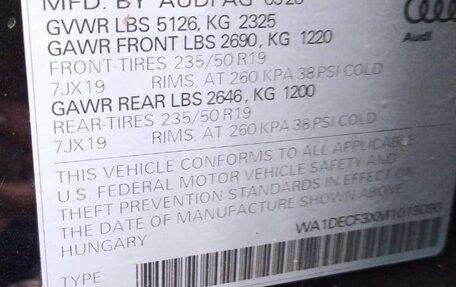 MFD. BY AUDI AG
GVWR LBS 5126, KG 2325
GAWR FRONT LBS 2690, KG 1220
FRONT-TIRES 235/50 R19
7JX19 RIMS, AT 260 KPA 38 PSI COLD
GAWR REAR LBS 2646, KG 1200
REAR-TIRES 235/50 R19
7JX19 RIMS, AT 260 KPA 38 PSI COLD
Audi
THIS VEHICLE CONFORMS TO ALL APPLICABLE
U.S. FEDERAL MOTOR VEHICLE SAFETY AND
THEFT PREVENTION STANDARDS IN EFFECT ON
THE DATE OF MANUFACTURE SHOWN ABOVE
HUNGARY
WA1DECF3XM1019090
TYPE